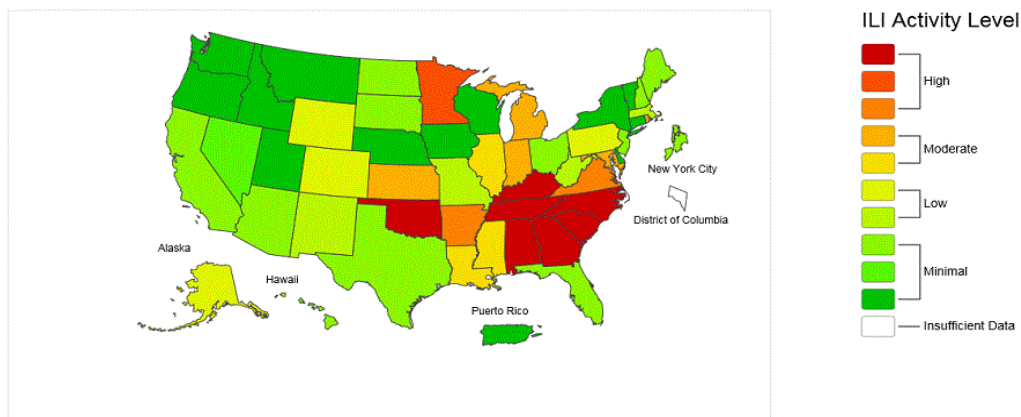 ILI Activity Level
High
Moderate
Low
Minimal
Insufficient Data
New York City
District of Columbia
Alaska
Hawaii
Puerto Rico